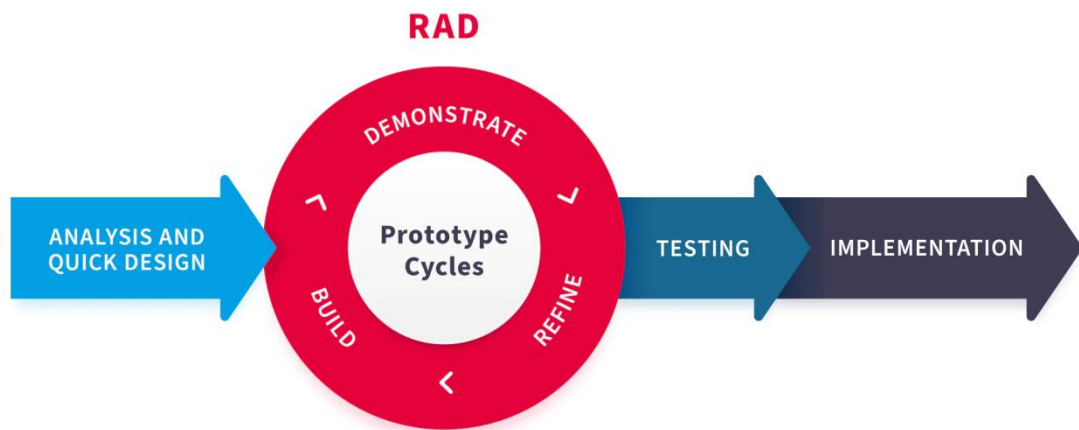 RAD
ANALYSIS AND
QUICK DESIGN
DEMONSTRATE
Prototype
Cycles
BUILD
REFINE
TESTING
IMPLEMENTATION